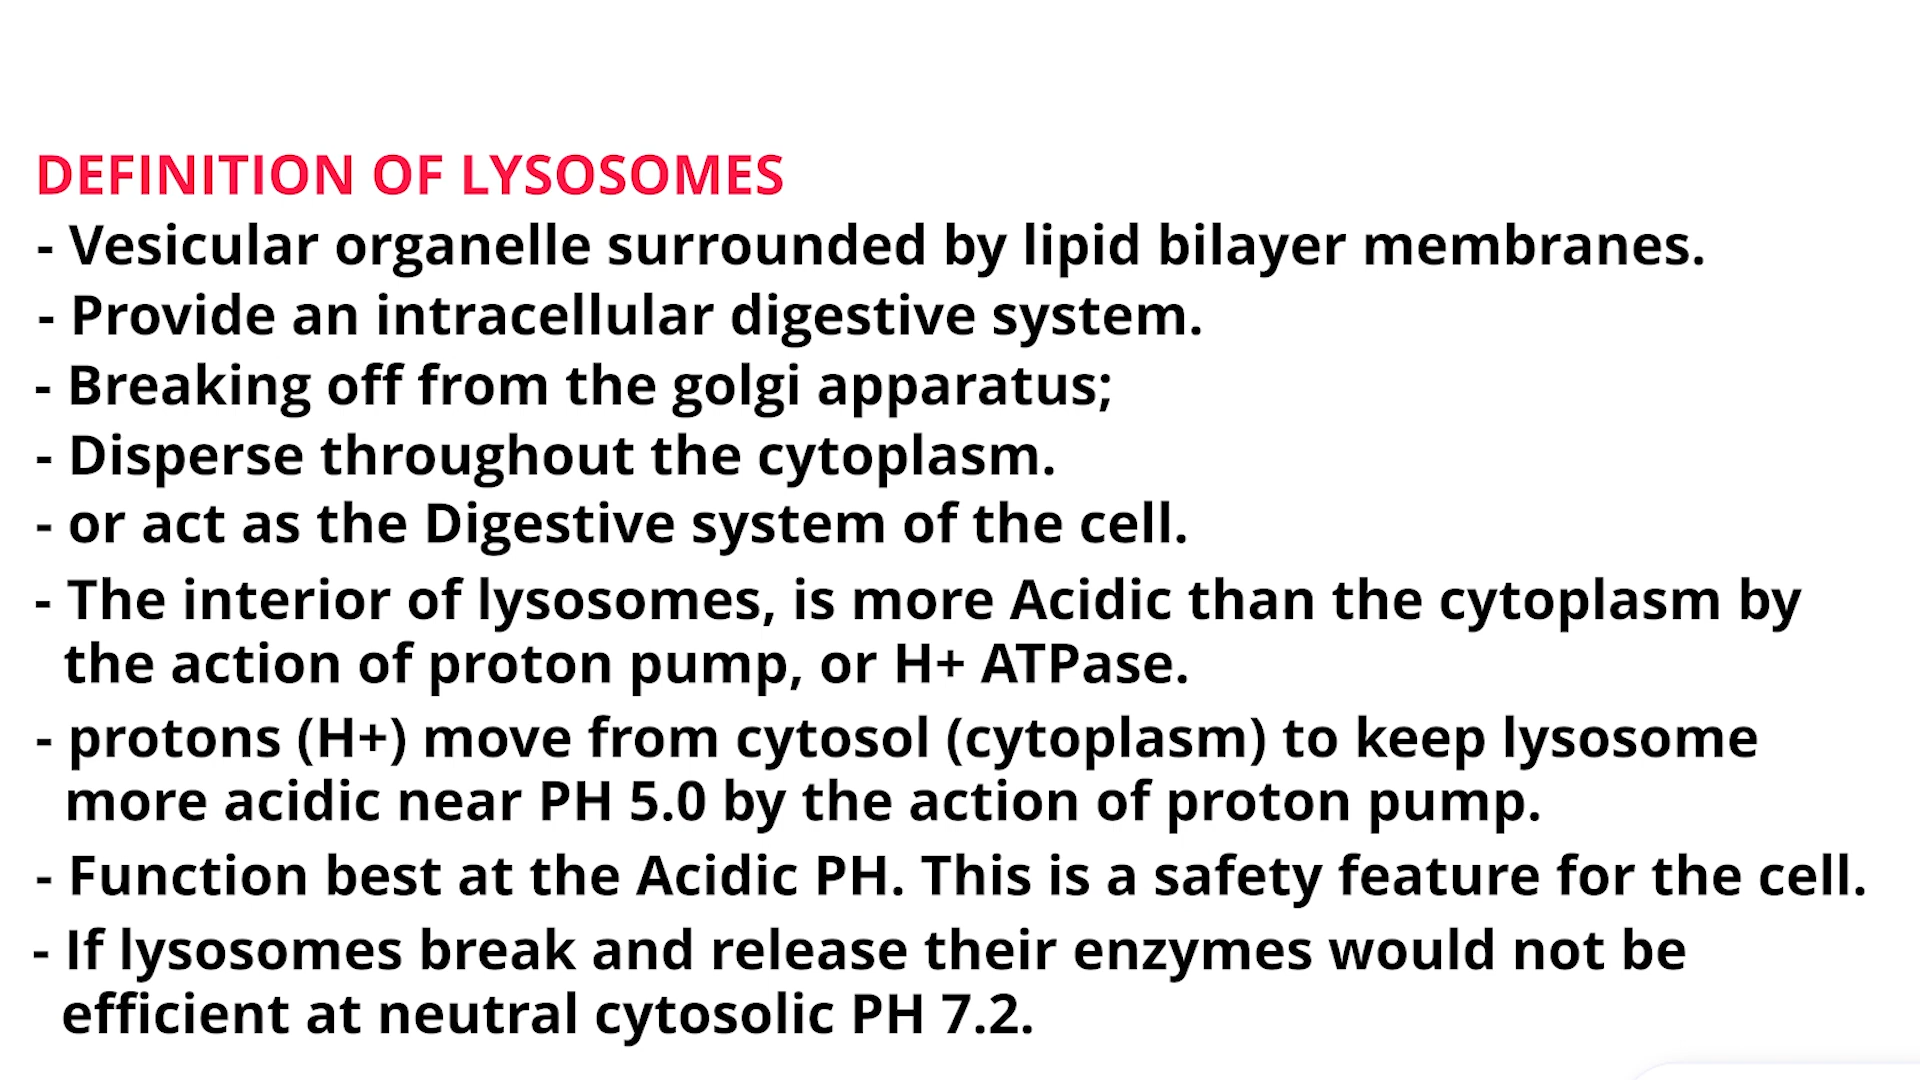 DEFINITION OF LYSOSOMES
- Vesicular organelle surrounded by lipid bilayer membranes.
- Provide an intracellular digestive system.
- Breaking off from the golgi apparatus;
- Disperse throughout the cytoplasm.
- or act as the Digestive system of the cell.
- The interior of lysosomes, is more Acidic than the cytoplasm by
the action of proton pump, or H+ ATPase.
- protons (H+) move from cytosol (cytoplasm) to keep lysosome
more acidic near PH 5.0 by the action of proton pump.
- Function best at the Acidic PH. This is a safety feature for the cell.
- If lysosomes break and release their enzymes would not be
efficient at neutral cytosolic PH 7.2.